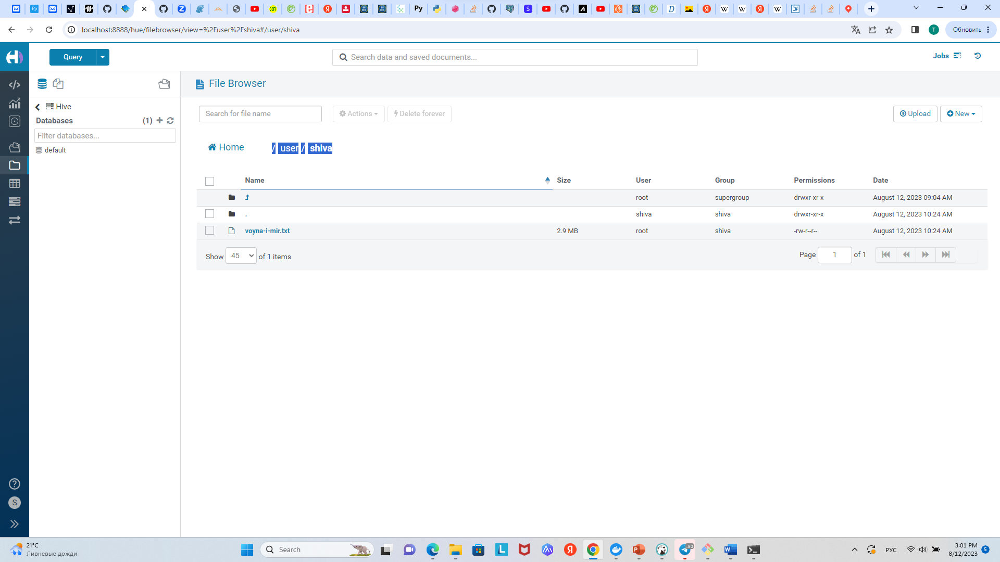 localhost:8888/hue/filebrowser/view=%2Fuser%2Fshiva#/user/shiva
Обновить
Query
Search data and saved documents...
Jobs
File Browser
Hive
Databases (1)
Filter databases...
default
Search for file name
Actions
Delete forever
Upload
New
Home
/ user / shiva
Name Size User Group Permissions Date
root supergroup drwxr-xr-x August 12, 2023 09:04 AM
. shiva shiva drwxr-xr-x August 12, 2023 10:24 AM
voyna-i-mir.txt 2.9 MB root shiva -rw-r--r-- August 12, 2023 10:24 AM
Show 45 of 1 items
Page 1 of 1
S
21°C
Ливневые дожди
Search
80
РУС
3:01 PM
8/12/2023
5